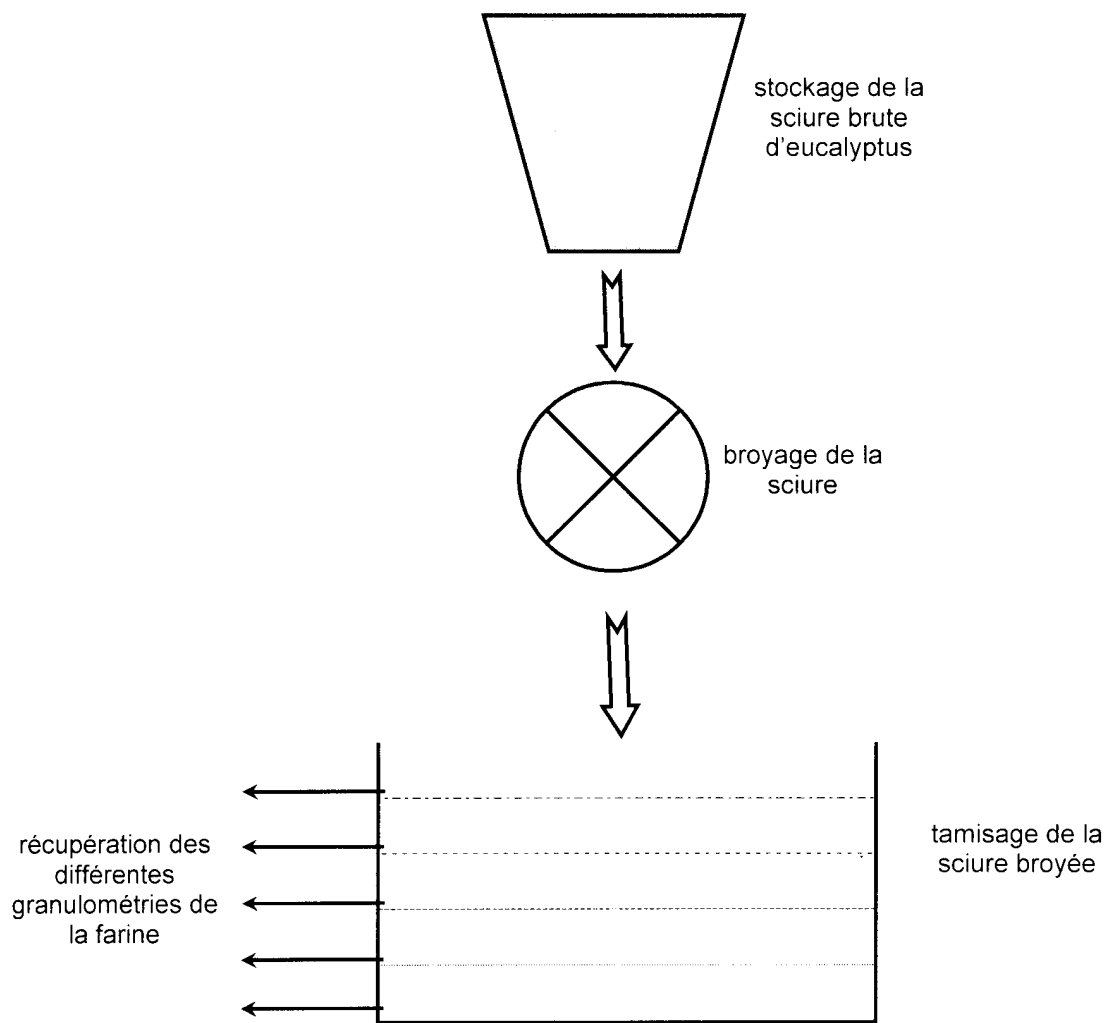 stockage de la
sciure brute
d'eucalyptus
broyage de la
sciure
récupération des
différentes
granulométries de
la farine
tamisage de la
sciure broyée